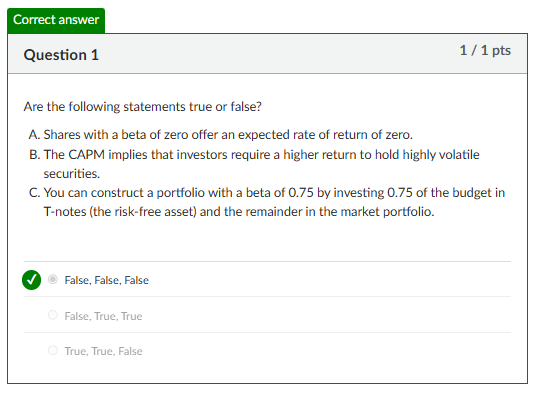 Correct answer
Question 1
1 / 1 pts
Are the following statements true or false?
A. Shares with a beta of zero offer an expected rate of return of zero.
B. The CAPM implies that investors require a higher return to hold highly volatile
securities.
C. You can construct a portfolio with a beta of 0.75 by investing 0.75 of the budget in
T-notes (the risk-free asset) and the remainder in the market portfolio.
False, False, False
False, True, True
True, True, False